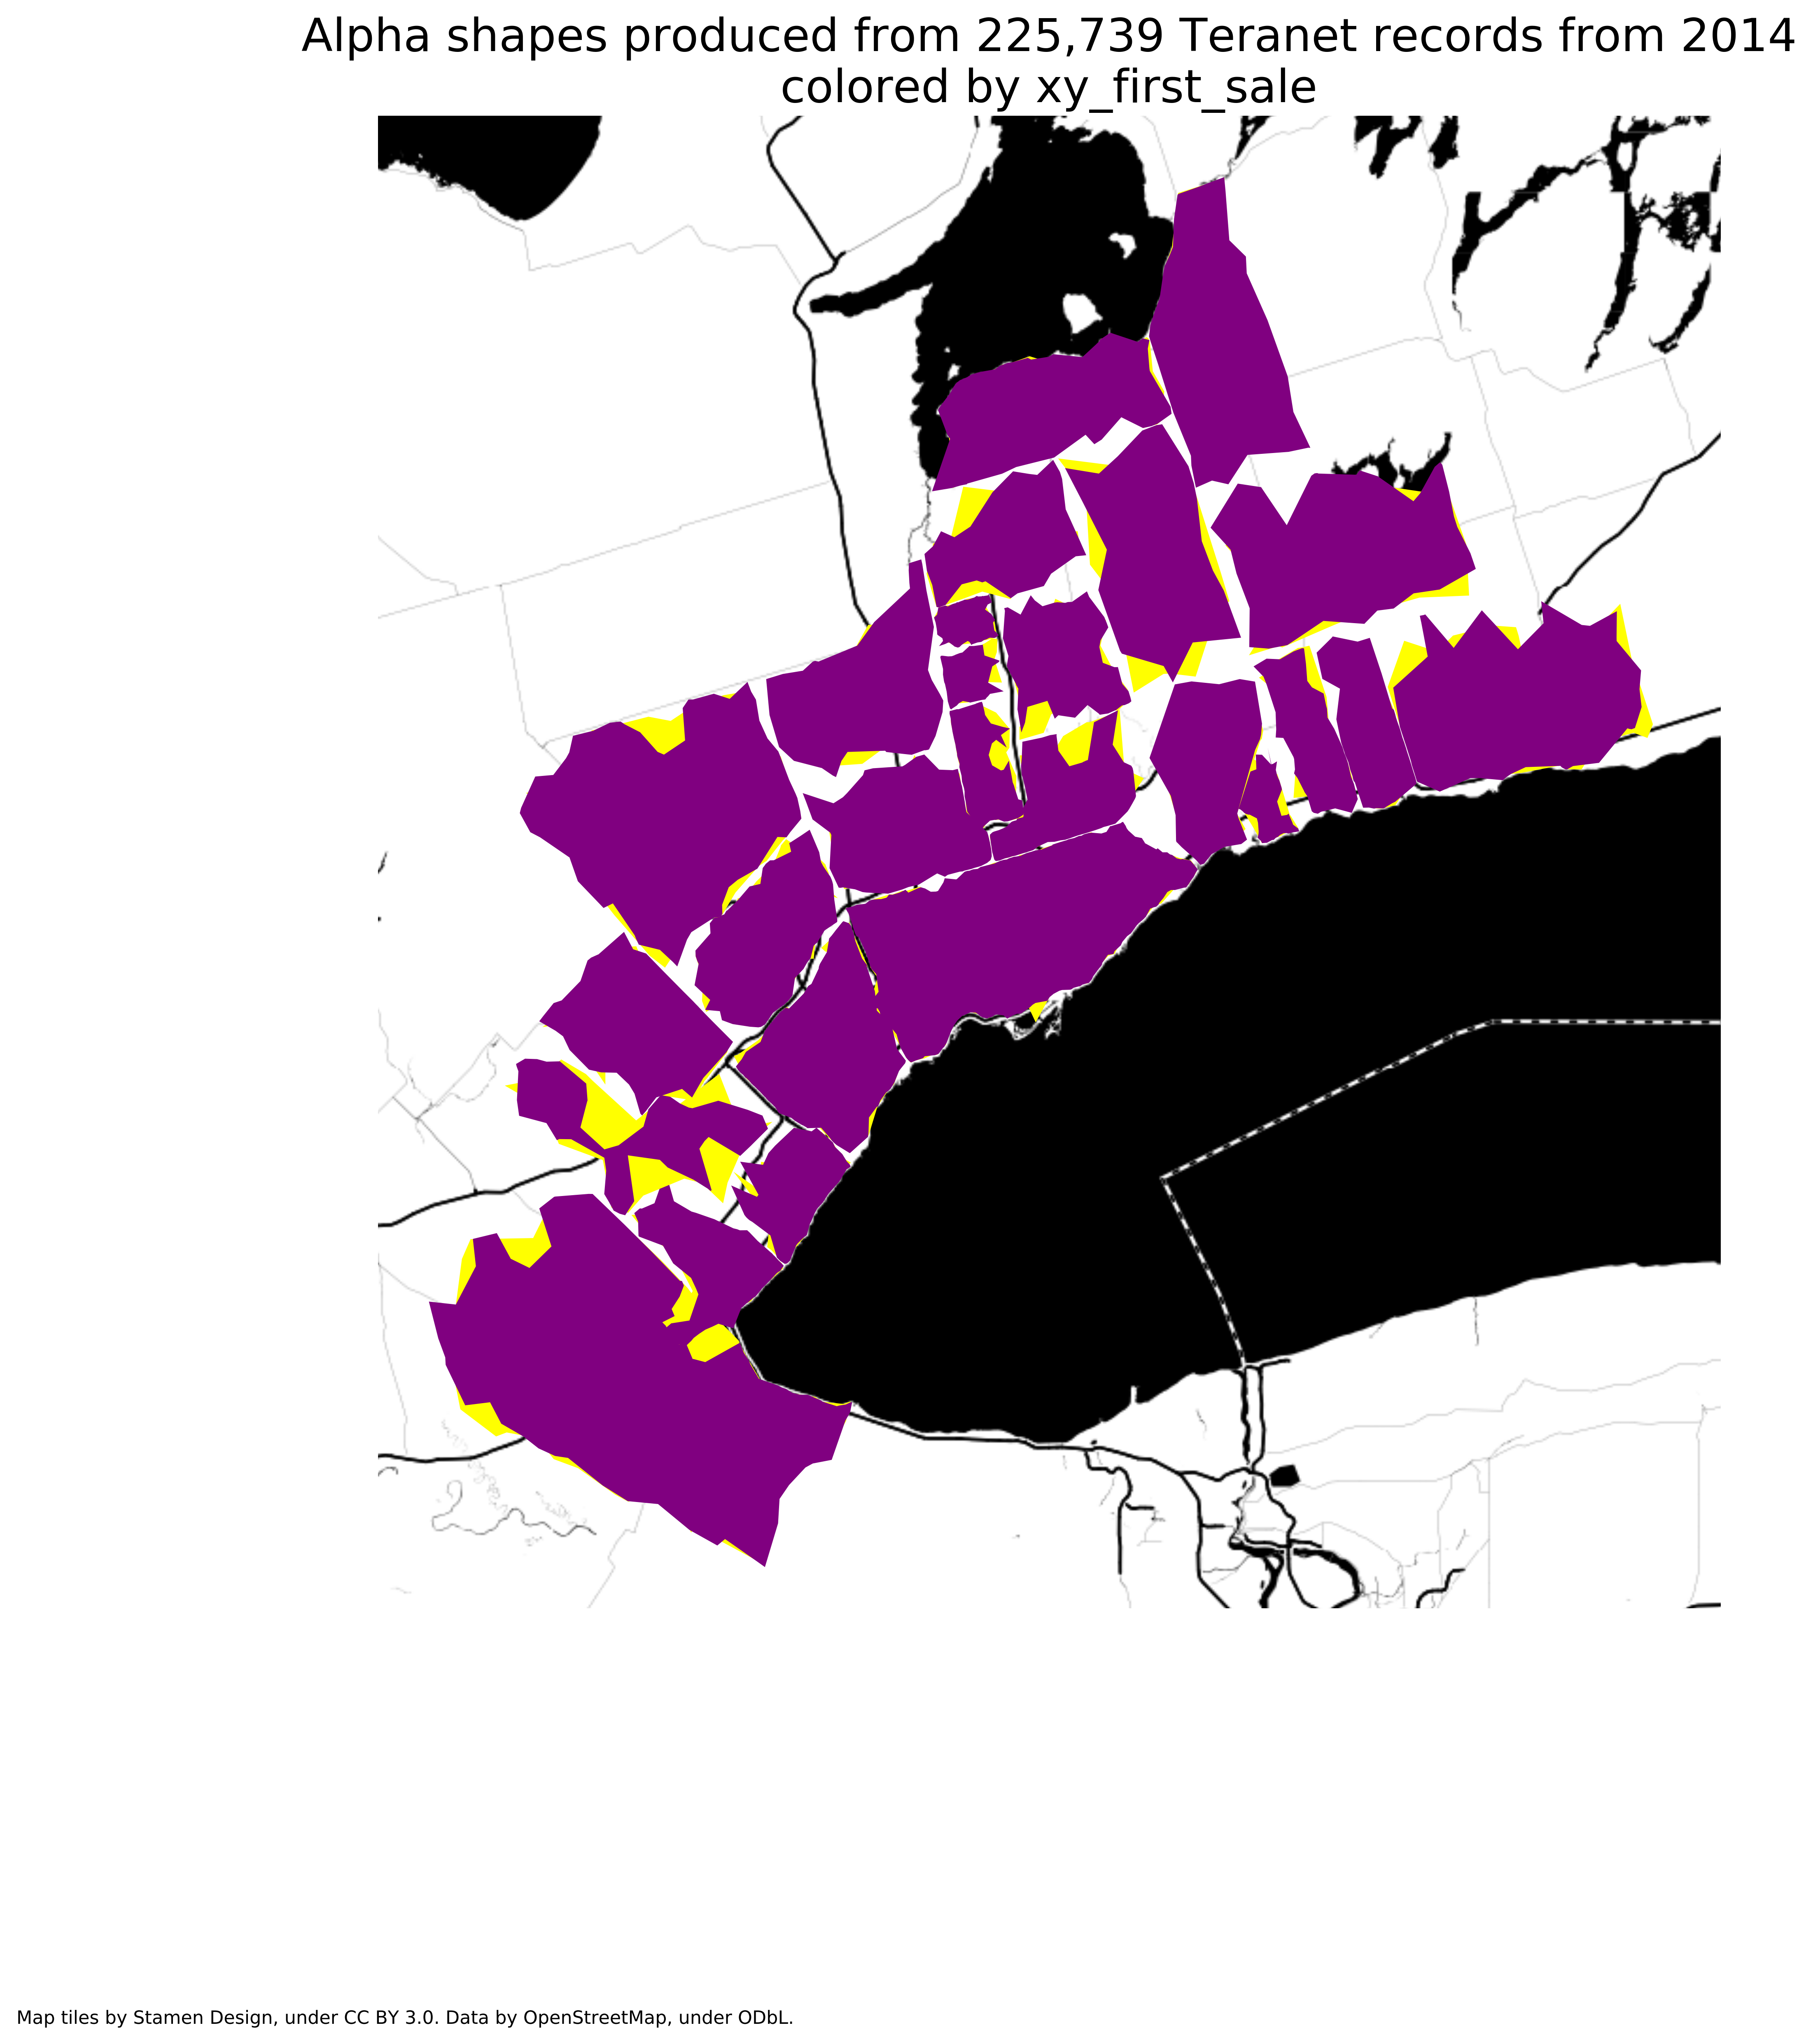 Alpha shapes produced from 225,739 Teranet records from 2014
colored by xy_first_sale
Map tiles by Stamen Design, under CC BY 3.0. Data by OpenStreetMap, under ODbL.